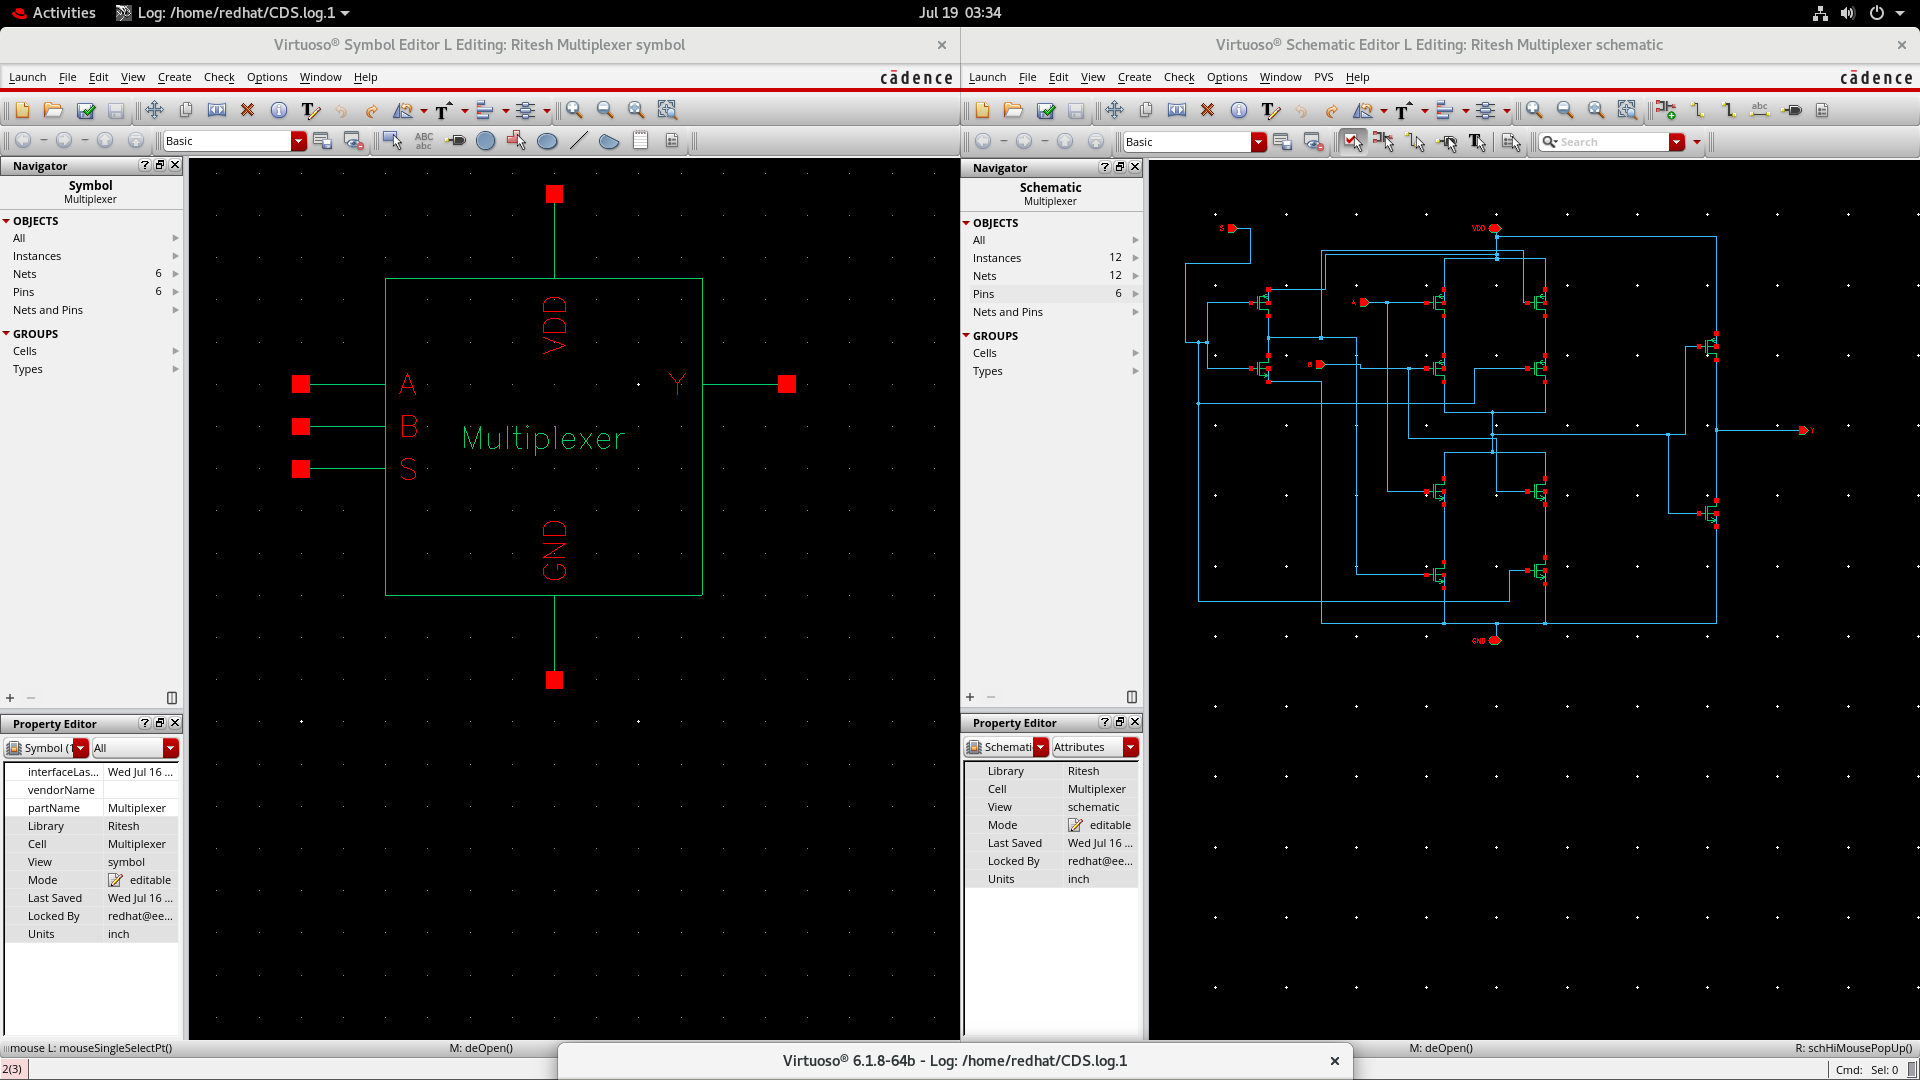 Activities
Log: /home/redhat/CDS.log.1
Jul 19 03:34
Virtuoso® Symbol Editor L Editing: Ritesh Multiplexer symbol
Launch File Edit View Create Check Options Window Help
cādence
Basic
ABC
abc
Navigator
Symbol
Multiplexer
OBJECTS
All
Instances
Nets 6
Pins 6
Nets and Pins
GROUPS
Cells
Types
VDD
A
Y
B
Multiplexer
S
GND
Property Editor
Symbol (1
All
interfaceLas... Wed Jul 16 ...
vendorName
partName Multiplexer
Library Ritesh
Cell Multiplexer
View symbol
Mode editable
Last Saved Wed Jul 16 ...
Locked By redhat@ee...
Units inch
mouse L: mouseSingleSelectPt()
M: deOpen()
2(3)
Virtuoso® Schematic Editor L Editing: Ritesh Multiplexer schematic
Launch File Edit View Create Check Options Window PVS Help
cādence
abc
Basic
Search
Navigator
Schematic
Multiplexer
OBJECTS
All
Instances 12
Nets 12
Pins 6
Nets and Pins
GROUPS
Cells
Types
S
VDD
A
B
Y
GND
Property Editor
Schemati
Attributes
Library Ritesh
Cell Multiplexer
View schematic
Mode editable
Last Saved Wed Jul 16 ...
Locked By redhat@ee...
Units inch
M: deOpen()
R: schHiMousePopUp()
Cmd: Sel: 0
Virtuoso® 6.1.8-64b - Log: /home/redhat/CDS.log.1